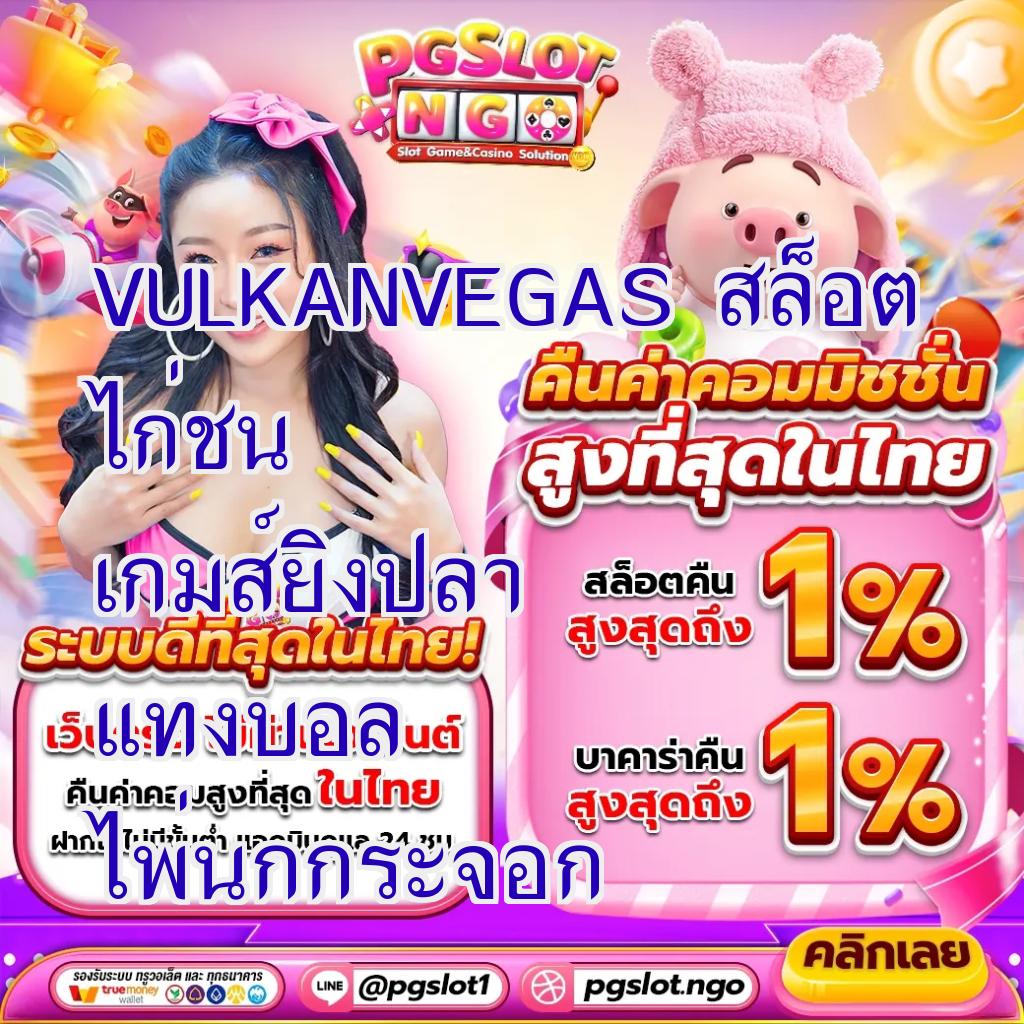 PGSLOT
NGO
Slot Game&Casino Solution
VULKANVEGAS สล็อต
ไก่ชน
เกมส์ยิงปลา
แทงบอล
ไพ่นกกระจอก
คืนค่าคอมมิชชั่น
สูงที่สุดในไทย
สล็อตคืน
สูงสุดถึง
1%
บาคาร่าคืน
สูงสุดถึง
1%
ระบบดีที่สุดในไทย!
คืนค่าคอมสูงที่สุด ในไทย
24 ชม.
คลิกเลย
รองรับระบบ ทรูวอเล็ต และ ทุกธนาคาร
truemoney
wallet
LINE @pgslot1
pgslot.ngo